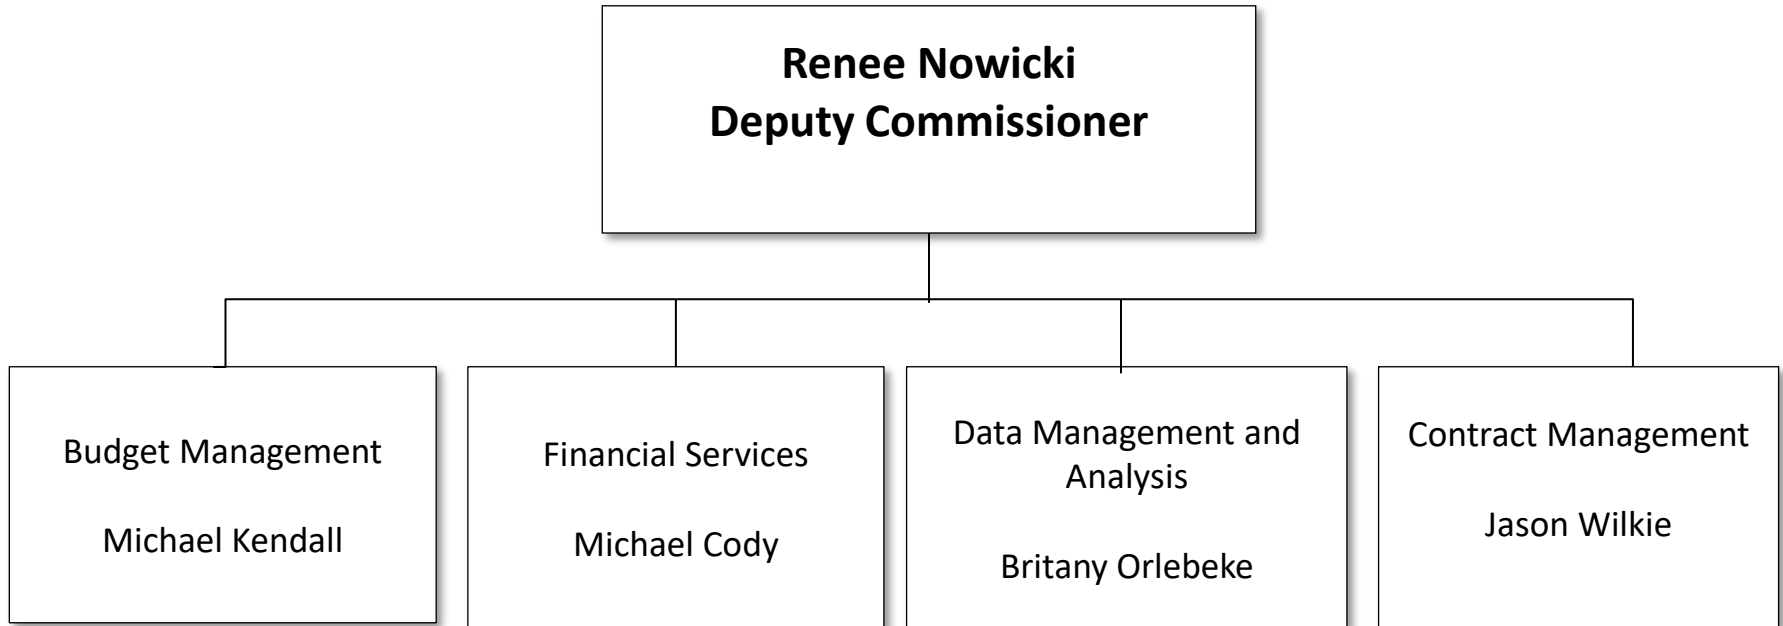 Renee Nowicki
Deputy Commissioner
Budget Management
Michael Kendall
Financial Services
Michael Cody
Data Management and
Analysis
Britany Orlebeke
Contract Management
Jason Wilkie